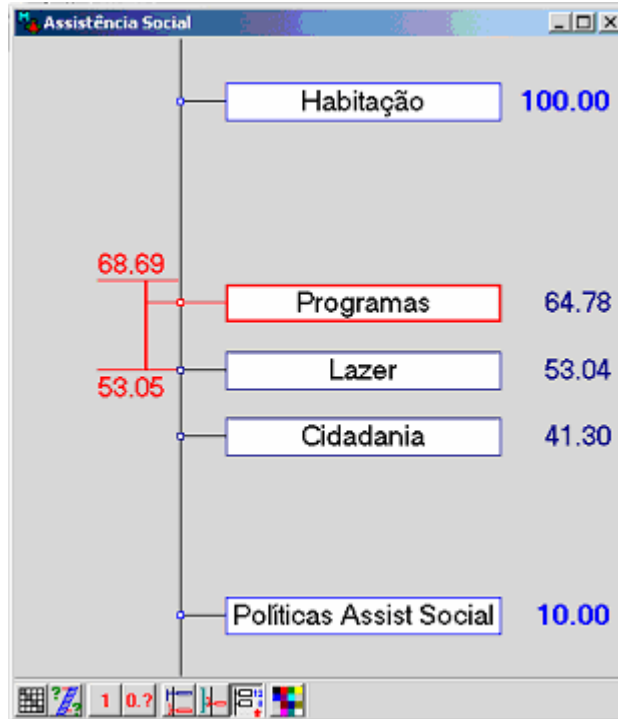 Assistência Social
Habitação 100.00
68.69
Programas 64.78
Lazer 53.04
53.05
Cidadania 41.30
Políticas Assist Social 10.00
1 0.?